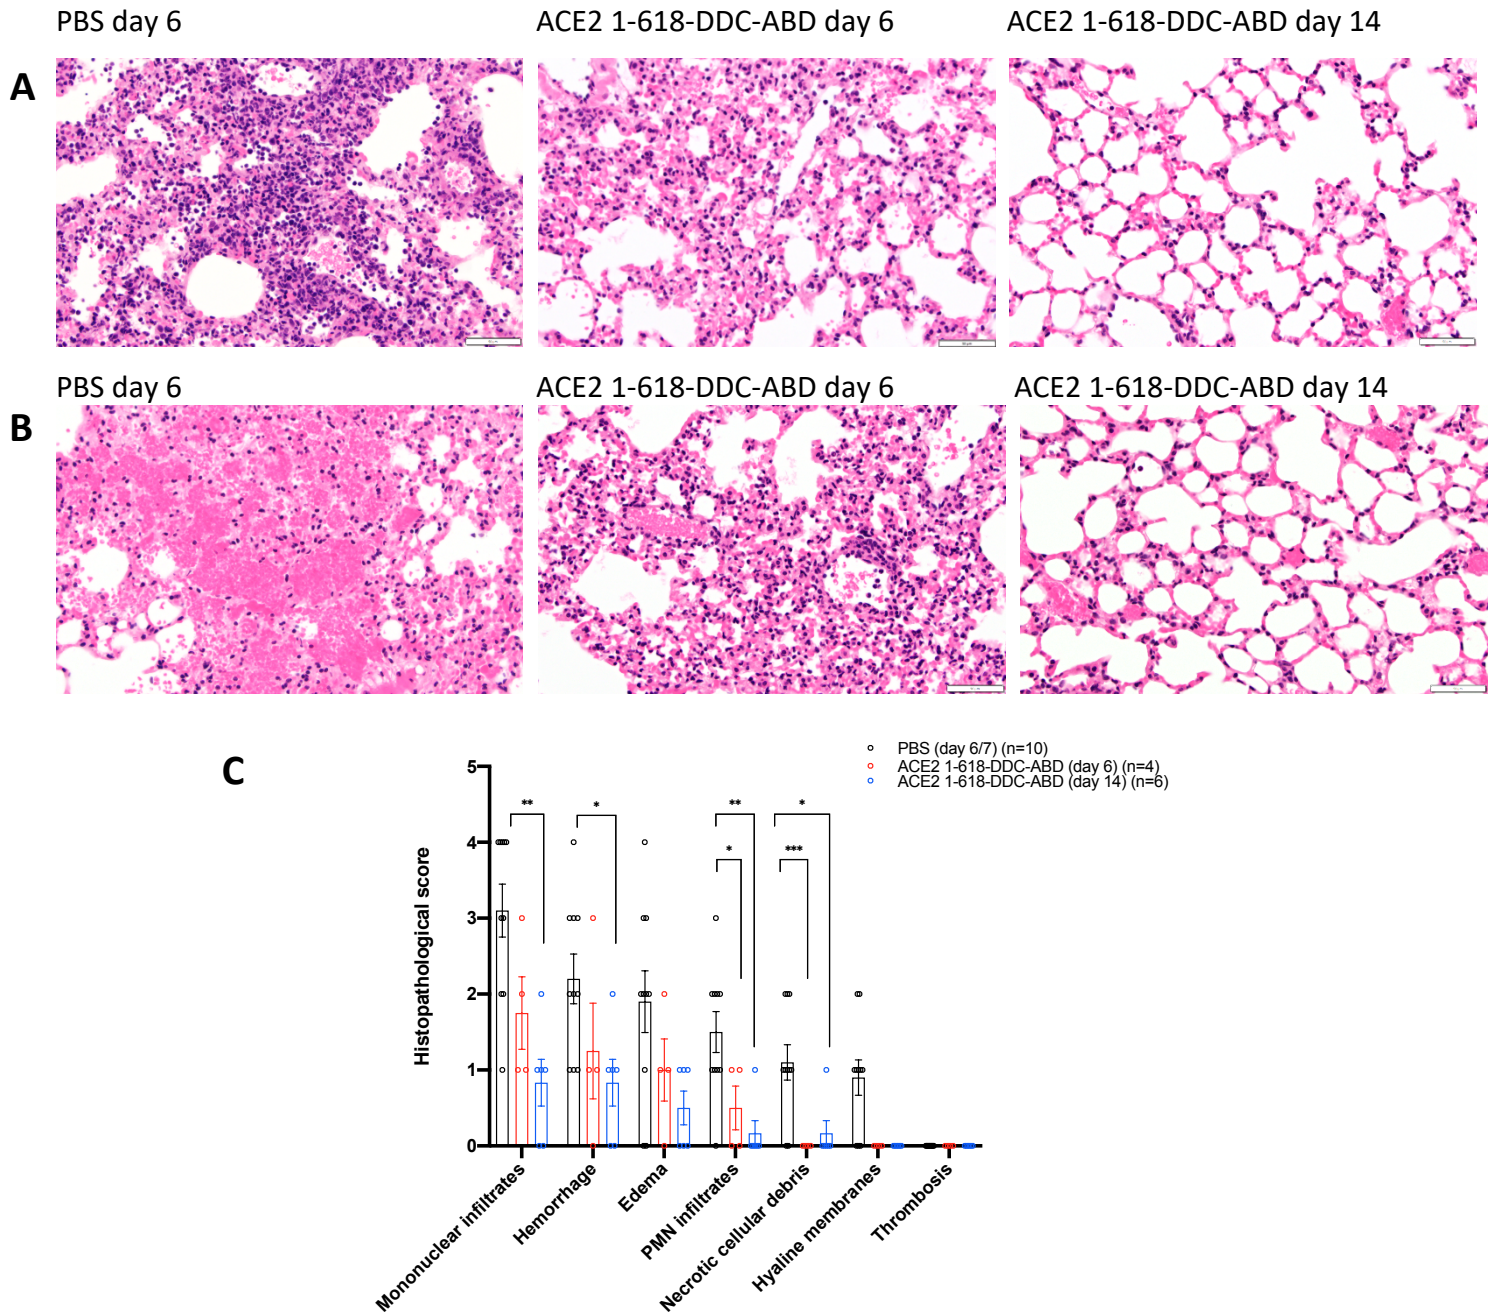 PBS day 6
ACE2 1-618-DDC-ABD day 6
ACE2 1-618-DDC-ABD day 14
A
PBS day 6
ACE2 1-618-DDC-ABD day 6
ACE2 1-618-DDC-ABD day 14
B
C
PBS (day 6/7) (n=10)
ACE2 1-618-DDC-ABD (day 6) (n=4)
ACE2 1-618-DDC-ABD (day 14) (n=6)
Histopathological score
5
4
3
2
1
0
**
*
**
*
*
***
Mononuclear infiltrates
Hemorrhage
Edema
PMN infiltrates
Necrotic cellular debris
Hyaline membranes
Thrombosis